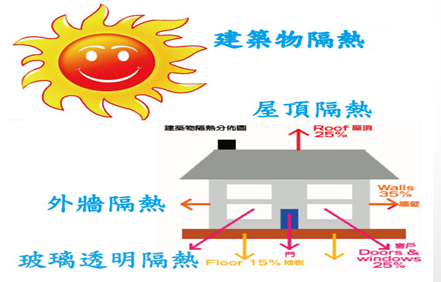 建築物隔熱
屋頂隔熱
建築物隔熱分佈圖
Roof 屋頂
25%
Walls
35%
牆壁
外牆隔熱
玻璃透明隔熱
Floor 15% 地板
門
窗戶
Doors &
windows
25%